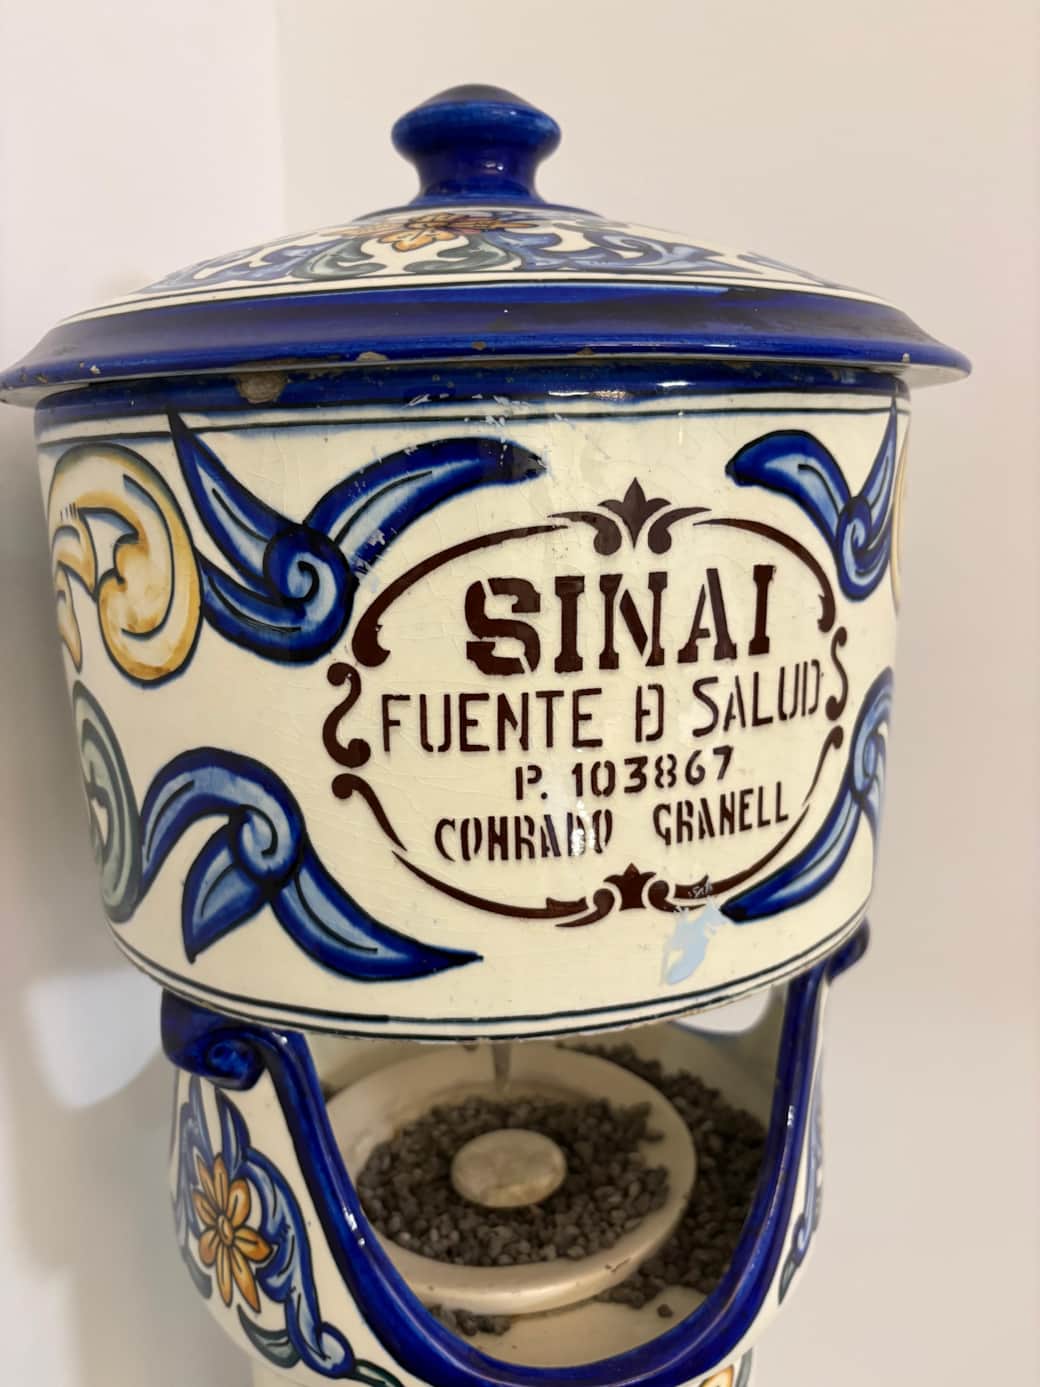 SINAI
FUENTE D SALUD
P. 103867
CONRADO GRANELL